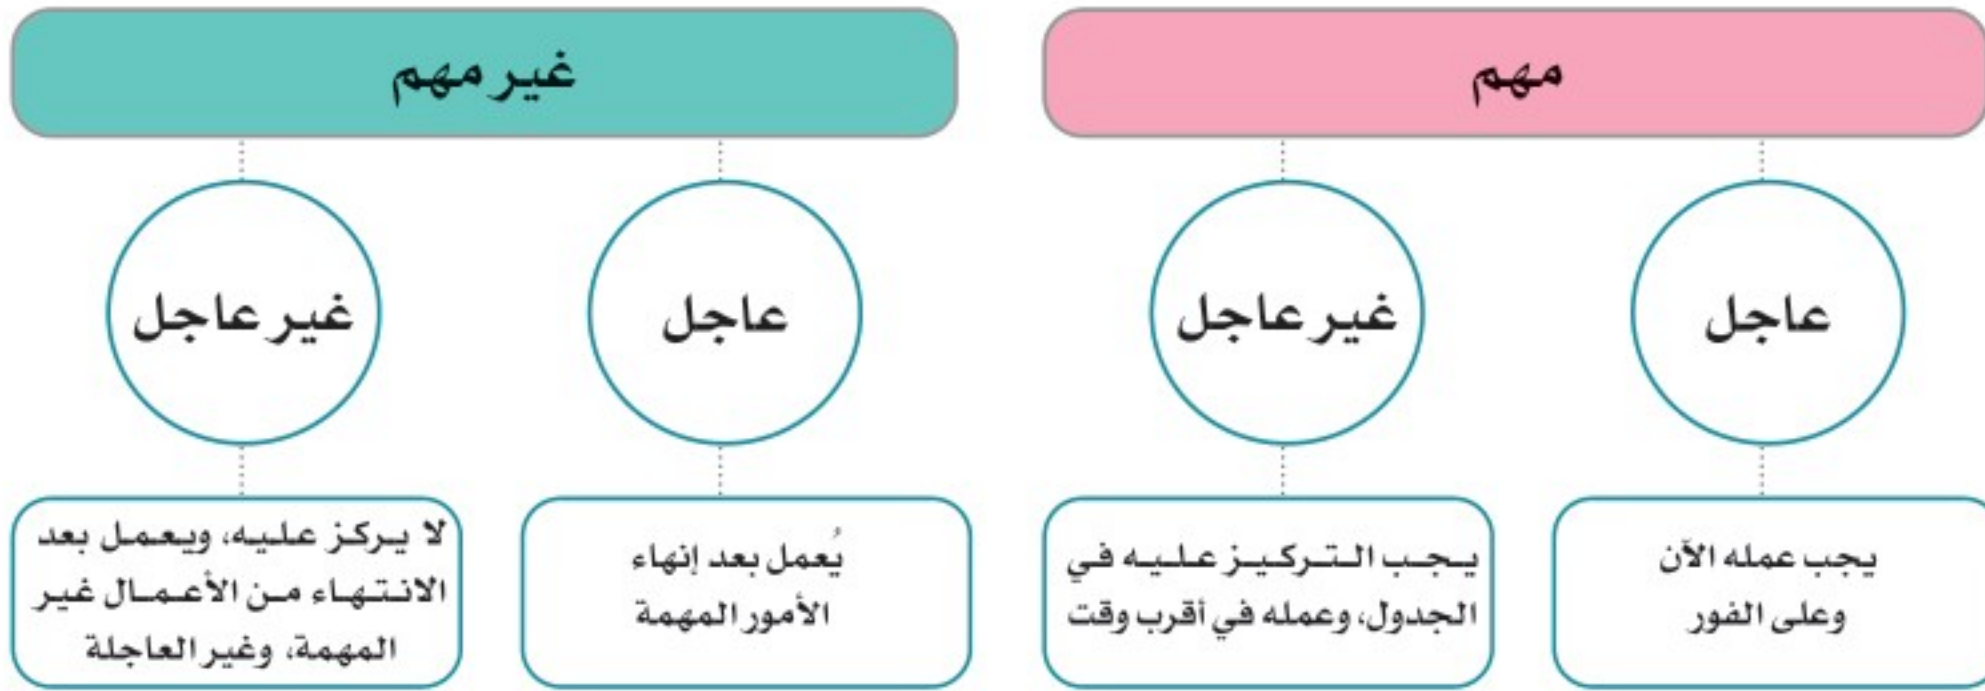 مهم
غير مهم
عاجل
غير عاجل
عاجل
غير عاجل
يجب عمله الآن
وعلى الفور
يجب التركيز عليه في
الجدول، وعمله في أقرب وقت
يُعمل بعد إنهاء
الأمور المهمة
لا يركز عليه، ويعمل بعد
الانتهاء من الأعمال غير
المهمة، وغير العاجلة